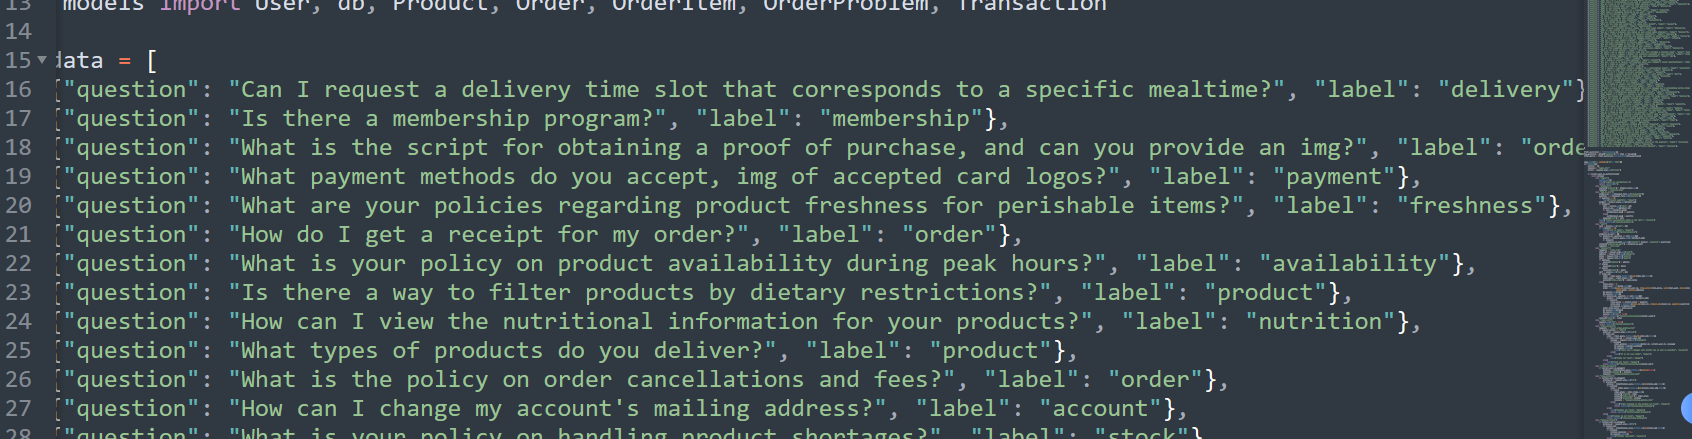 13 models import User, db, Product, Order, OrderItem, OrderProblem, Transaction
14
15 data = [
16 {"question": "Can I request a delivery time slot that corresponds to a specific mealtime?", "label": "delivery"}
17 {"question": "Is there a membership program?", "label": "membership"},
18 {"question": "What is the script for obtaining a proof of purchase, and can you provide an img?", "label": "orde
19 {"question": "What payment methods do you accept, img of accepted card logos?", "label": "payment"},
20 {"question": "What are your policies regarding product freshness for perishable items?", "label": "freshness"},
21 {"question": "How do I get a receipt for my order?", "label": "order"},
22 {"question": "What is your policy on product availability during peak hours?", "label": "availability"},
23 {"question": "Is there a way to filter products by dietary restrictions?", "label": "product"},
24 {"question": "How can I view the nutritional information for your products?", "label": "nutrition"},
25 {"question": "What types of products do you deliver?", "label": "product"},
26 {"question": "What is the policy on order cancellations and fees?", "label": "order"},
27 {"question": "How can I change my account's mailing address?", "label": "account"},
28 {"question": "What is your policy on handling product shortages?", "label": "stock"}